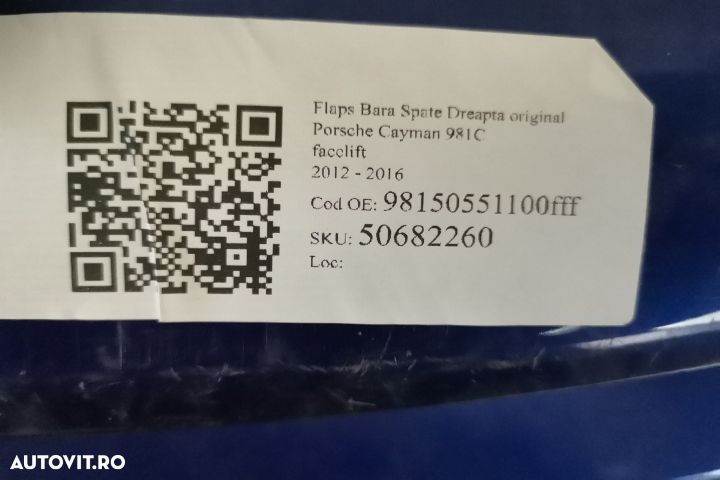 Flaps Bara Spate Dreapta original
Porsche Cayman 981C
facelift
2012 - 2016
Cod OE: 98150551100fff
SKU: 50682260
Loc:
AUTOVIT.RO